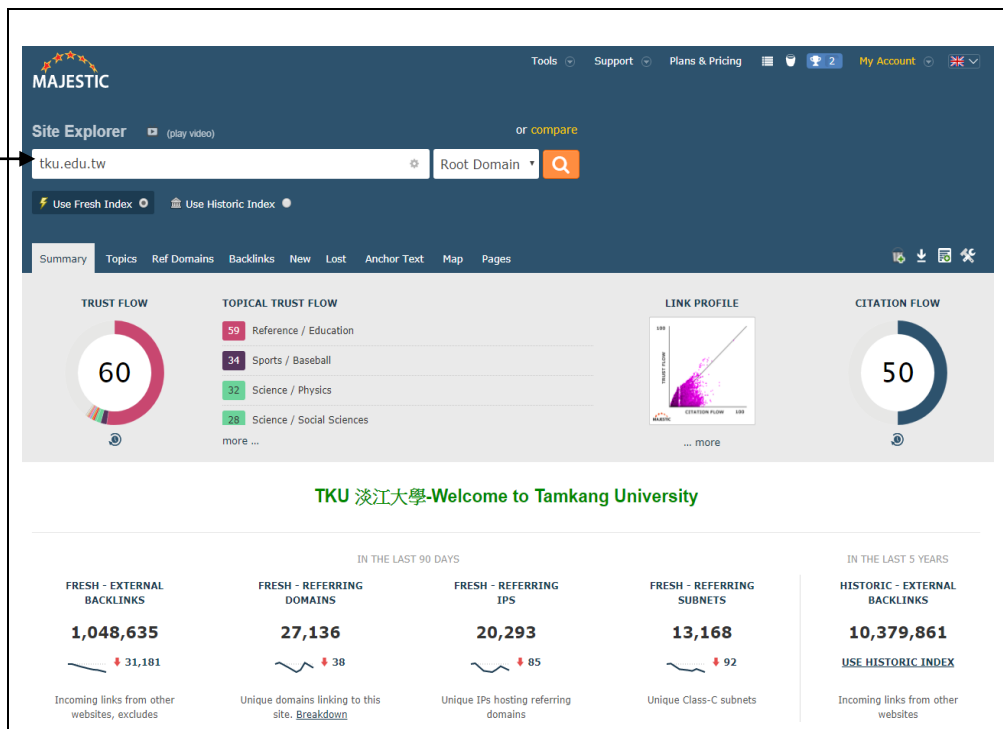 MAJESTIC
Tools Support Plans & Pricing 2 My Account
Site Explorer (play video) or compare
tku.edu.tw Root Domain
Use Fresh Index Use Historic Index
Summary Topics Ref Domains Backlinks New Lost Anchor Text Map Pages
TRUST FLOW TOPICAL TRUST FLOW LINK PROFILE CITATION FLOW
60
59 Reference / Education
34 Sports / Baseball
32 Science / Physics
28 Science / Social Sciences
more ...
100
TRUST FLOW
CITATION FLOW 100
MAJESTIC
... more
50
TKU 淡江大學-Welcome to Tamkang University
IN THE LAST 90 DAYS IN THE LAST 5 YEARS
FRESH - EXTERNAL
BACKLINKS
1,048,635
31,181
Incoming links from other
websites, excludes
FRESH - REFERRING
DOMAINS
27,136
38
Unique domains linking to this
site. Breakdown
FRESH - REFERRING
IPS
20,293
85
Unique IPs hosting referring
domains
FRESH - REFERRING
SUBNETS
13,168
92
Unique Class-C subnets
HISTORIC - EXTERNAL
BACKLINKS
10,379,861
USE HISTORIC INDEX
Incoming links from other
websites